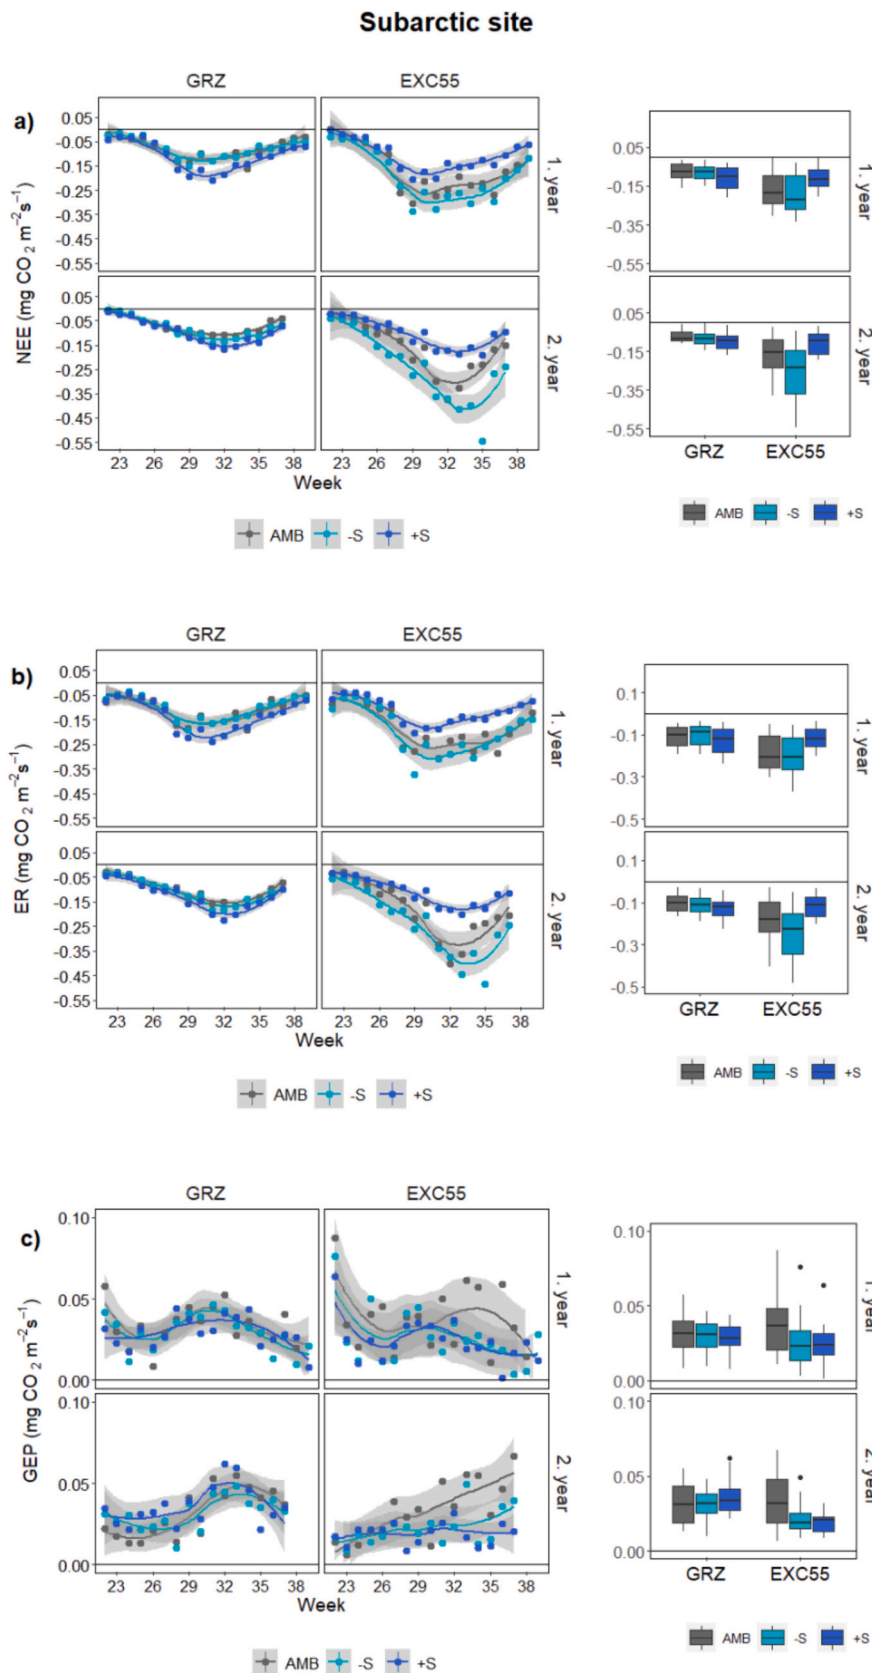 Subarctic site
a)
GRZ
EXC55
NEE (mg CO2 m−2s−1)
0.05
-0.05
-0.15
-0.25
-0.35
-0.45
-0.55
1. year
0.05
-0.05
-0.15
-0.25
-0.35
-0.45
-0.55
2. year
23 26 29 32 35 38 23 26 29 32 35 38
Week
AMB -S +S
0.05
-0.15
-0.35
-0.55
1. year
0.05
-0.15
-0.35
-0.55
2. year
GRZ EXC55
AMB -S +S
b)
GRZ
EXC55
ER (mg CO2 m−2s−1)
0.05
-0.05
-0.15
-0.25
-0.35
-0.45
-0.55
1. year
0.05
-0.05
-0.15
-0.25
-0.35
-0.45
-0.55
2. year
23 26 29 32 35 38 23 26 29 32 35 38
Week
AMB -S +S
0.1
-0.1
-0.3
-0.5
1. year
0.1
-0.1
-0.3
-0.5
2. year
GRZ EXC55
AMB -S +S
c)
GRZ
EXC55
GEP (mg CO2 m−2s−1)
0.10
0.05
0.00
1. year
0.10
0.05
0.00
2. year
23 26 29 32 35 38 23 26 29 32 35 38
Week
AMB -S +S
0.10
0.05
0.00
1. year
0.10
0.05
0.00
2. year
GRZ EXC55
AMB -S +S